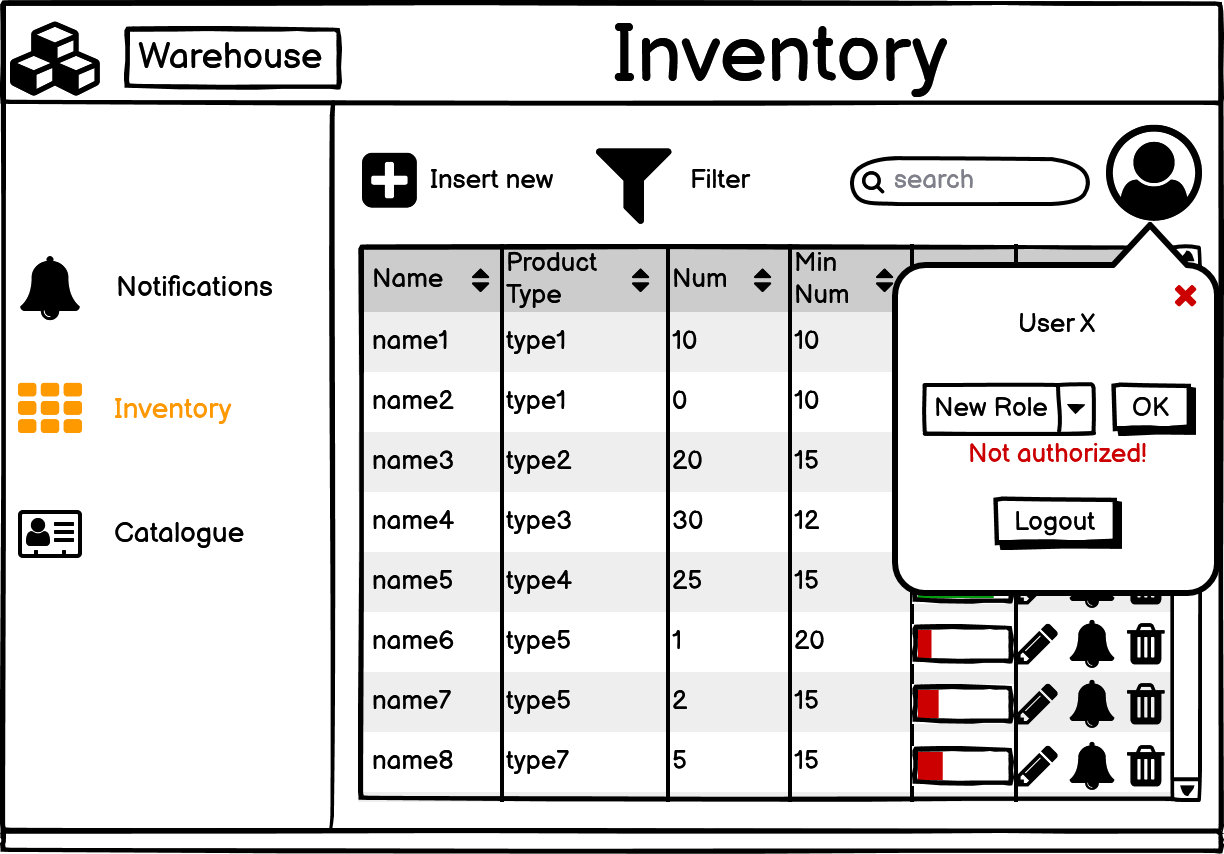 Warehouse
Inventory
Insert new
Filter
search
Notifications
Inventory
Catalogue
Name
Product
Type
Num
Min
Num
name1 type1 10 10
name2 type1 0 10
name3 type2 20 15
name4 type3 30 12
name5 type4 25 15
name6 type5 1 20
name7 type5 2 15
name8 type7 5 15
User X
New Role
OK
Not authorized!
Logout